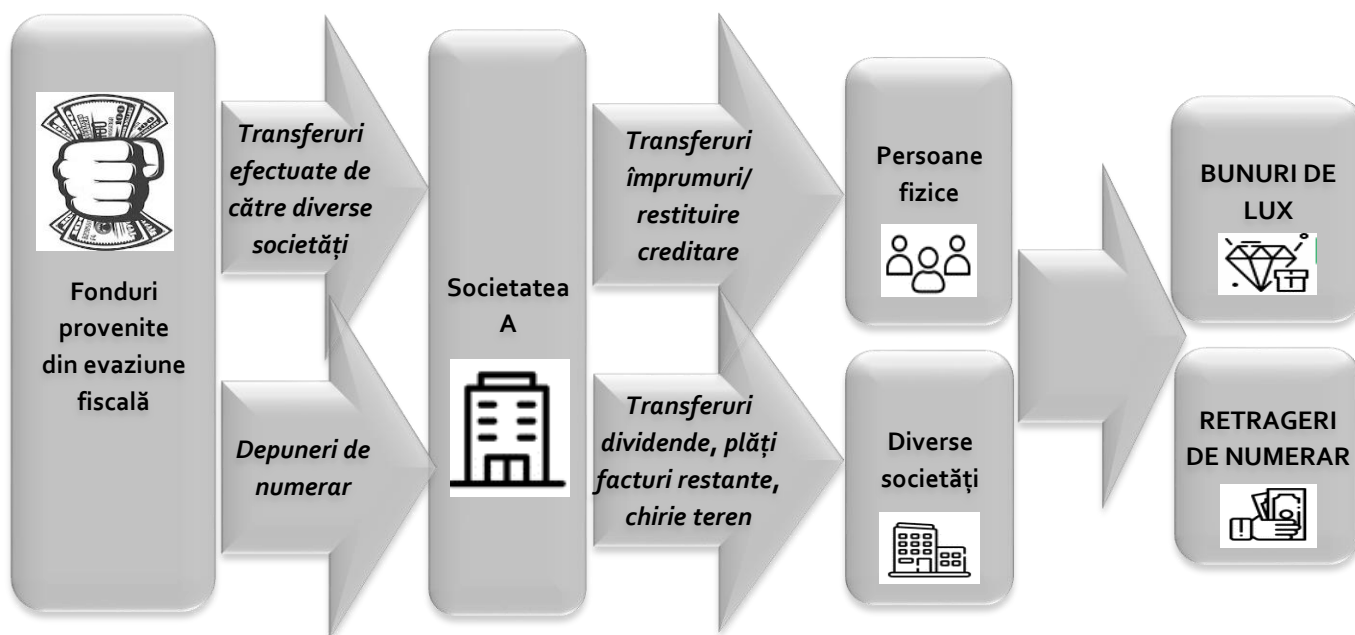 Fonduri
provenite
din evaziune
fiscală
Transferuri
efectuate de
către diverse
societăți
Depuneri de
numerar
Societatea
A
Transferuri
împrumuri/
restituire
creditare
Transferuri
dividende, plăți
facturi restante,
chirie teren
Persoane
fizice
Diverse
societăți
BUNURI DE
LUX
RETRAGERI
DE NUMERAR